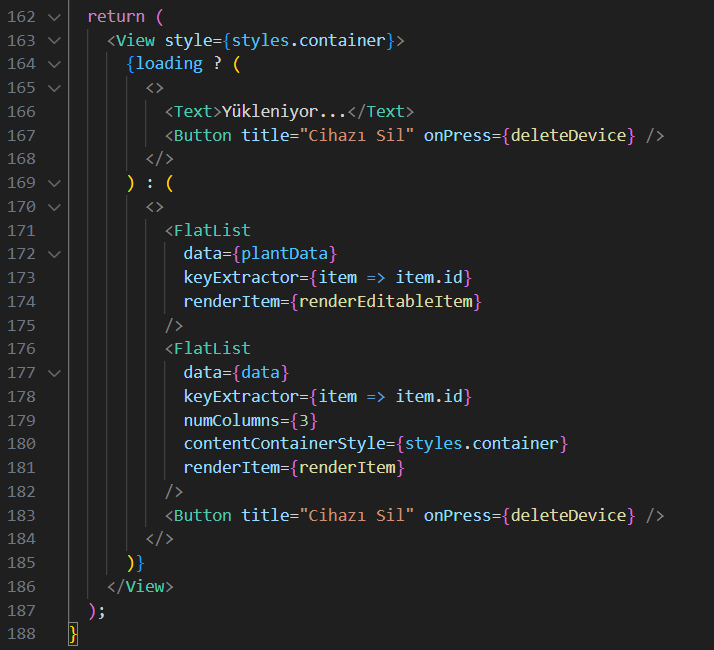 162 return (
163 <View style={styles.container}>
164 {loading ? (
165 <>
166 <Text>Yükleniyor...</Text>
167 <Button title="Cihazı Sil" onPress={deleteDevice} />
168 </>
169 ) : (
170 <>
171 <FlatList
172 data={plantData}
173 keyExtractor={item => item.id}
174 renderItem={renderEditableItem}
175 />
176 <FlatList
177 data={data}
178 keyExtractor={item => item.id}
179 numColumns={3}
180 contentContainerStyle={styles.container}
181 renderItem={renderItem}
182 />
183 <Button title="Cihazı Sil" onPress={deleteDevice} />
184 </>
185 )}
186 </View>
187 );
188 }